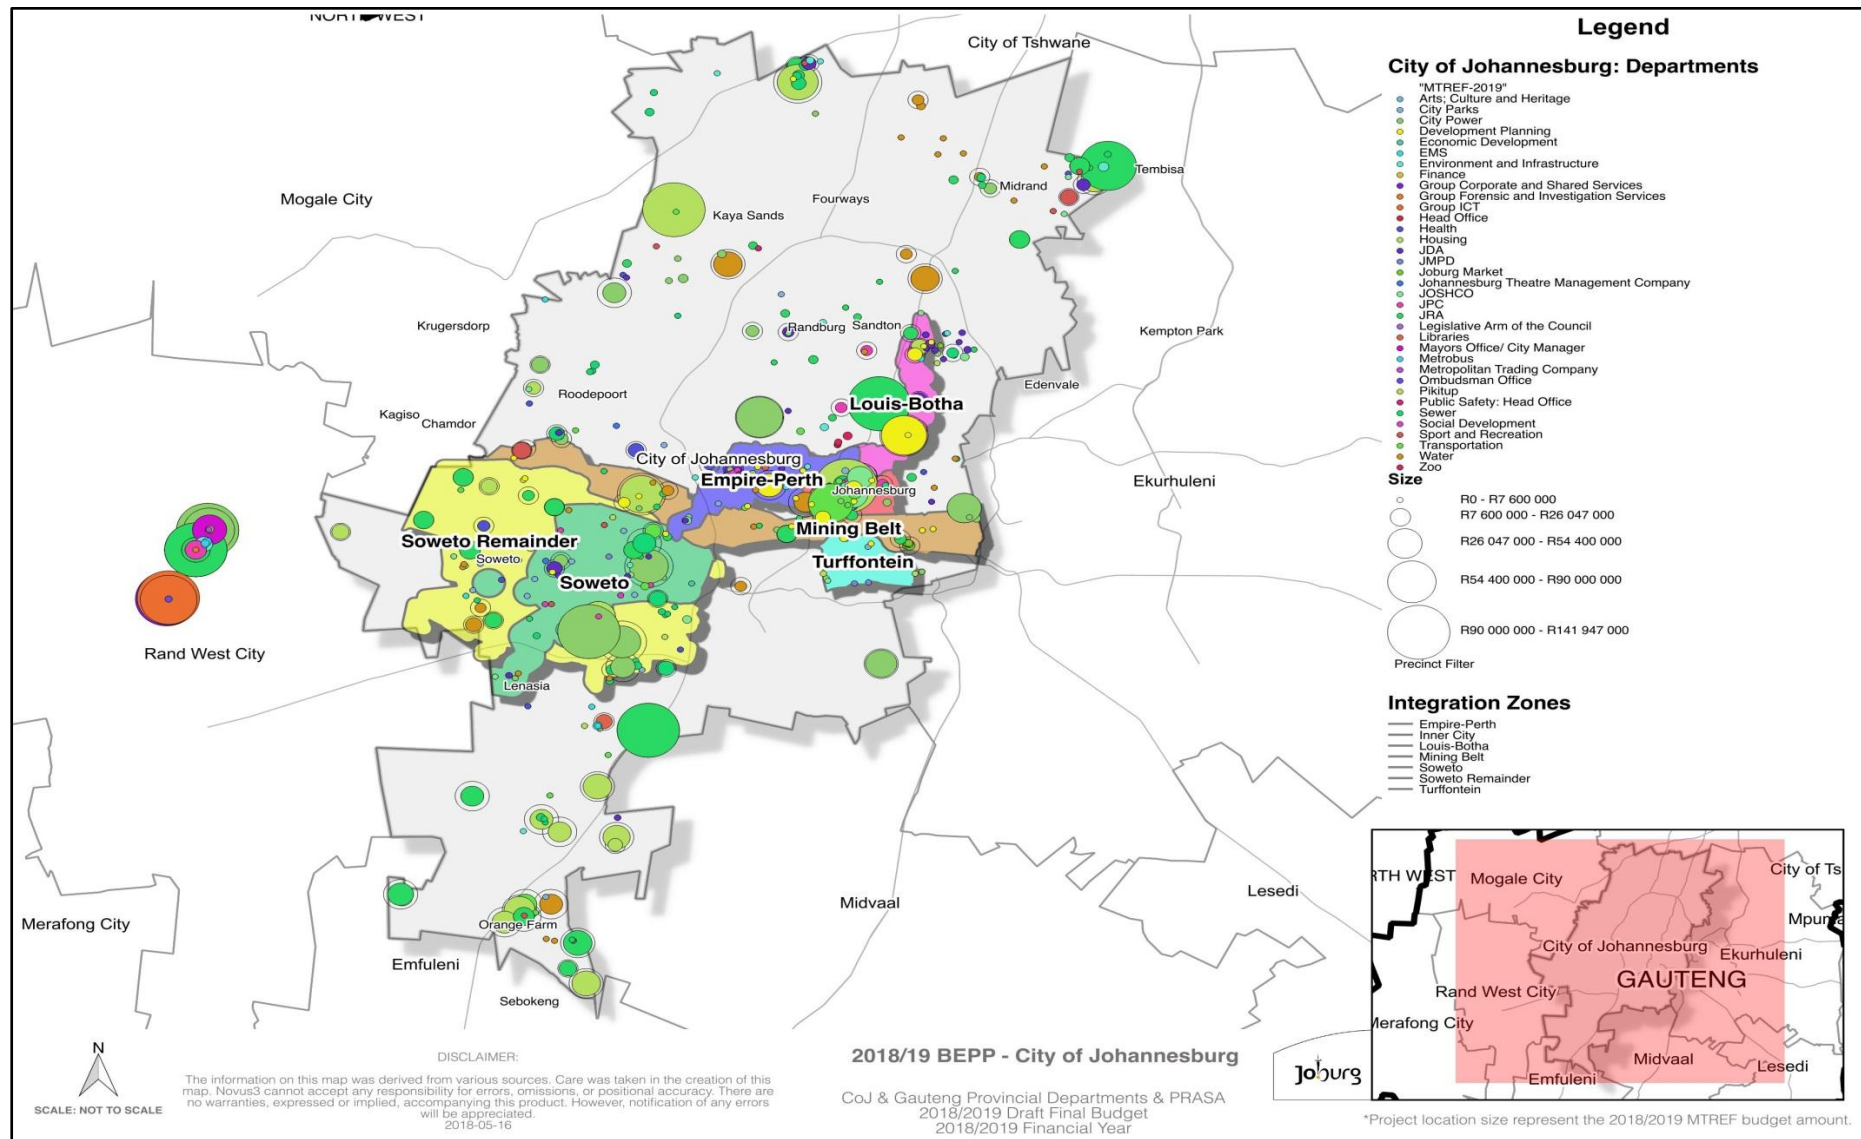 NORTH WEST
City of Tshwane
Mogale City
Tembisa
Midrand
Fourways
Kaya Sands
Krugersdorp
Randburg
Sandton
Kempton Park
Edenvale
Roodepoort
Kagiso
Chamdor
Louis-Botha
City of Johannesburg
Empire-Perth
Johannesburg
Ekurhuleni
Mining Belt
Soweto Remainder
Soweto
Turffontein
Soweto
Rand West City
Lenasia
Lesedi
Midvaal
Merafong City
Orange Farm
Emfuleni
Sebokeng
Legend
City of Johannesburg: Departments
"MTREF-2019"
Arts; Culture and Heritage
City Parks
City Power
Development Planning
Economic Development
EMS
Environment and Infrastructure
Finance
Group Corporate and Shared Services
Group Forensic and Investigation Services
Group ICT
Head Office
Health
Housing
JDA
JMPD
Joburg Market
Johannesburg Theatre Management Company
JOSHCO
JPC
JRA
Legislative Arm of the Council
Libraries
Mayors Office/ City Manager
Metrobus
Metropolitan Trading Company
Ombudsman Office
Pikitup
Public Safety: Head Office
Sewer
Social Development
Sport and Recreation
Transportation
Water
Zoo
Size
R0 - R7 600 000
R7 600 000 - R26 047 000
R26 047 000 - R54 400 000
R54 400 000 - R90 000 000
R90 000 000 - R141 947 000
Precinct Filter
Integration Zones
Empire-Perth
Inner City
Louis-Botha
Mining Belt
Soweto
Soweto Remainder
Turffontein
RTH WEST
Mogale City
City of Ts
Mpuma
City of Johannesburg
Ekurhuleni
GAUTENG
Rand West City
Merafong City
Midvaal
Lesedi
Emfuleni
N
SCALE: NOT TO SCALE
DISCLAIMER:
The information on this map was derived from various sources. Care was taken in the creation of this
map. Novus3 cannot accept any responsibility for errors, omissions, or positional accuracy. There are
no warranties, expressed or implied, accompanying this product. However, notification of any errors
will be appreciated.
2018-05-16
2018/19 BEPP - City of Johannesburg
CoJ & Gauteng Provincial Departments & PRASA
2018/2019 Draft Final Budget
2018/2019 Financial Year
Joburg
*Project location size represent the 2018/2019 MTREF budget amount.